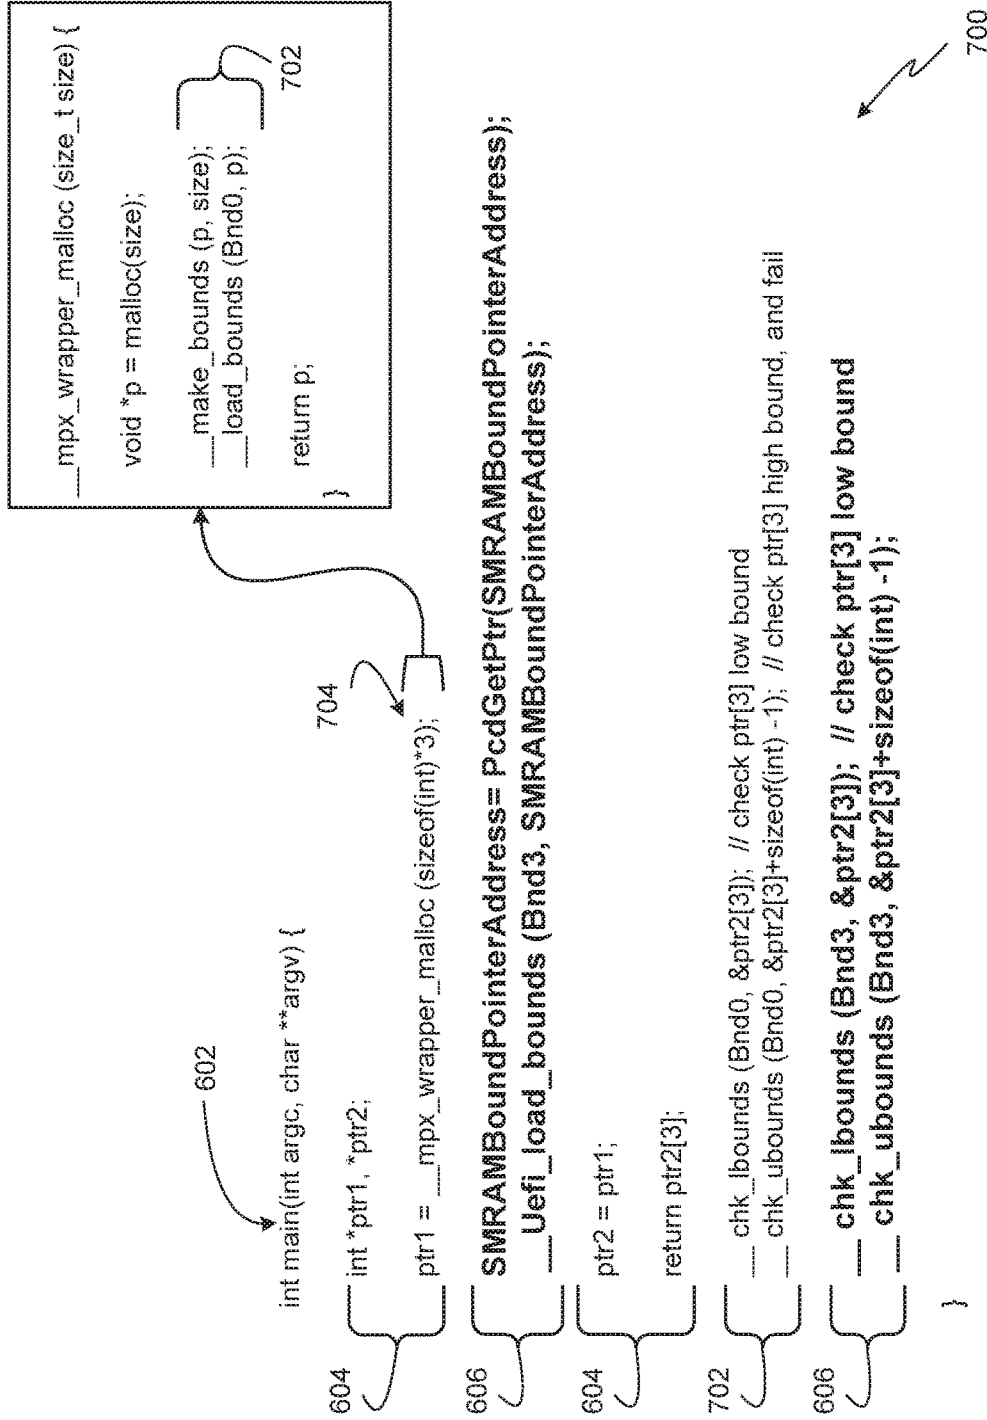 __mpx_wrapper_malloc (size_t size) {
void *p = malloc(size);
__make_bounds (p, size);
__load_bounds (Bnd0, p);
702
return p;
}
602
int main(int argc, char **argv) {
604
int *ptr1, *ptr2;
704
ptr1 = __mpx_wrapper_malloc (sizeof(int)*3);
606
SMRAMBoundPointerAddress= PcdGetPtr(SMRAMBoundPointerAddress);
__Uefi_load_bounds (Bnd3, SMRAMBoundPointerAddress);
604
ptr2 = ptr1;
return ptr2[3];
702
__chk_lbounds (Bnd0, &ptr2[3]); // check ptr[3] low bound
__chk_ubounds (Bnd0, &ptr2[3]+sizeof(int) -1); // check ptr[3] high bound, and fail
606
__ chk_lbounds (Bnd3, &ptr2[3]); // check ptr[3] low bound
__ chk_ubounds (Bnd3, &ptr2[3]+sizeof(int) -1);
}
700